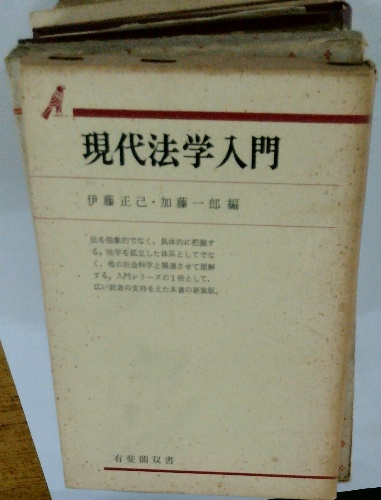 現代法学入門
伊藤正己・加藤一郎 編
法を抽象的でなく、具体的に把握す
る。法学を孤立した体系としてでな
く、他の社会科学と関連させて理解
する。入門シリーズの1冊として、
広い読者の支持をえた本書の新装版。
有斐閣双書